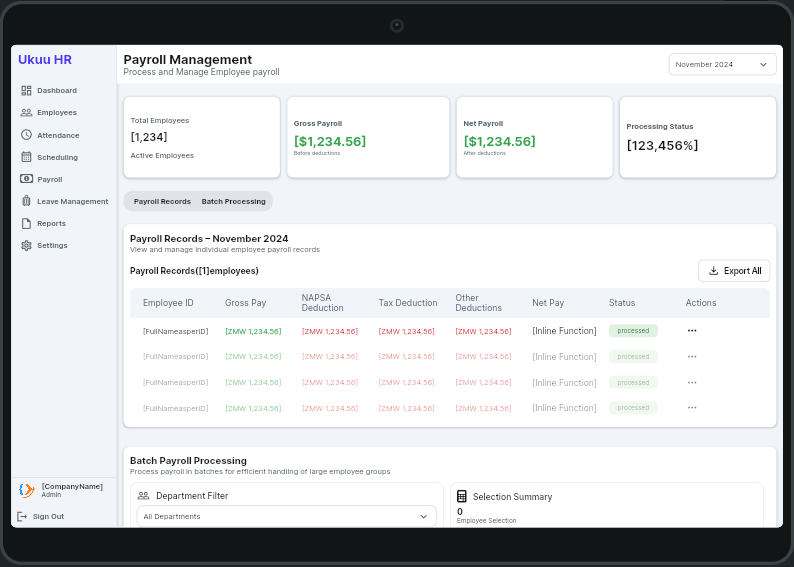 Ukuu HR
Dashboard
Employees
Attendance
Scheduling
Payroll
Leave Management
Reports
Settings
[CompanyName]
Admin
Sign Out
Payroll Management
Process and Manage Employee payroll
November 2024
Total Employees
[1,234]
Active Employees
Gross Payroll
[$1,234.56]
Before deductions
Net Payroll
[$1,234.56]
After deductions
Processing Status
[123,456%]
Payroll Records Batch Processing
Payroll Records – November 2024
View and manage individual employee payroll records
Payroll Records([1]employees)
Export All
Employee ID Gross Pay NAPSA Deduction Tax Deduction Other Deductions Net Pay Status Actions
[FullNameasperID] [ZMW 1,234.56] [ZMW 1,234.56] [ZMW 1,234.56] [ZMW 1,234.56] [Inline Function] processed
[FullNameasperID] [ZMW 1,234.56] [ZMW 1,234.56] [ZMW 1,234.56] [ZMW 1,234.56] [Inline Function] processed
[FullNameasperID] [ZMW 1,234.56] [ZMW 1,234.56] [ZMW 1,234.56] [ZMW 1,234.56] [Inline Function] processed
[FullNameasperID] [ZMW 1,234.56] [ZMW 1,234.56] [ZMW 1,234.56] [ZMW 1,234.56] [Inline Function] processed
Batch Payroll Processing
Process payroll in batches for efficient handling of large employee groups
Department Filter
All Departments
Selection Summary
0
Employee Selection